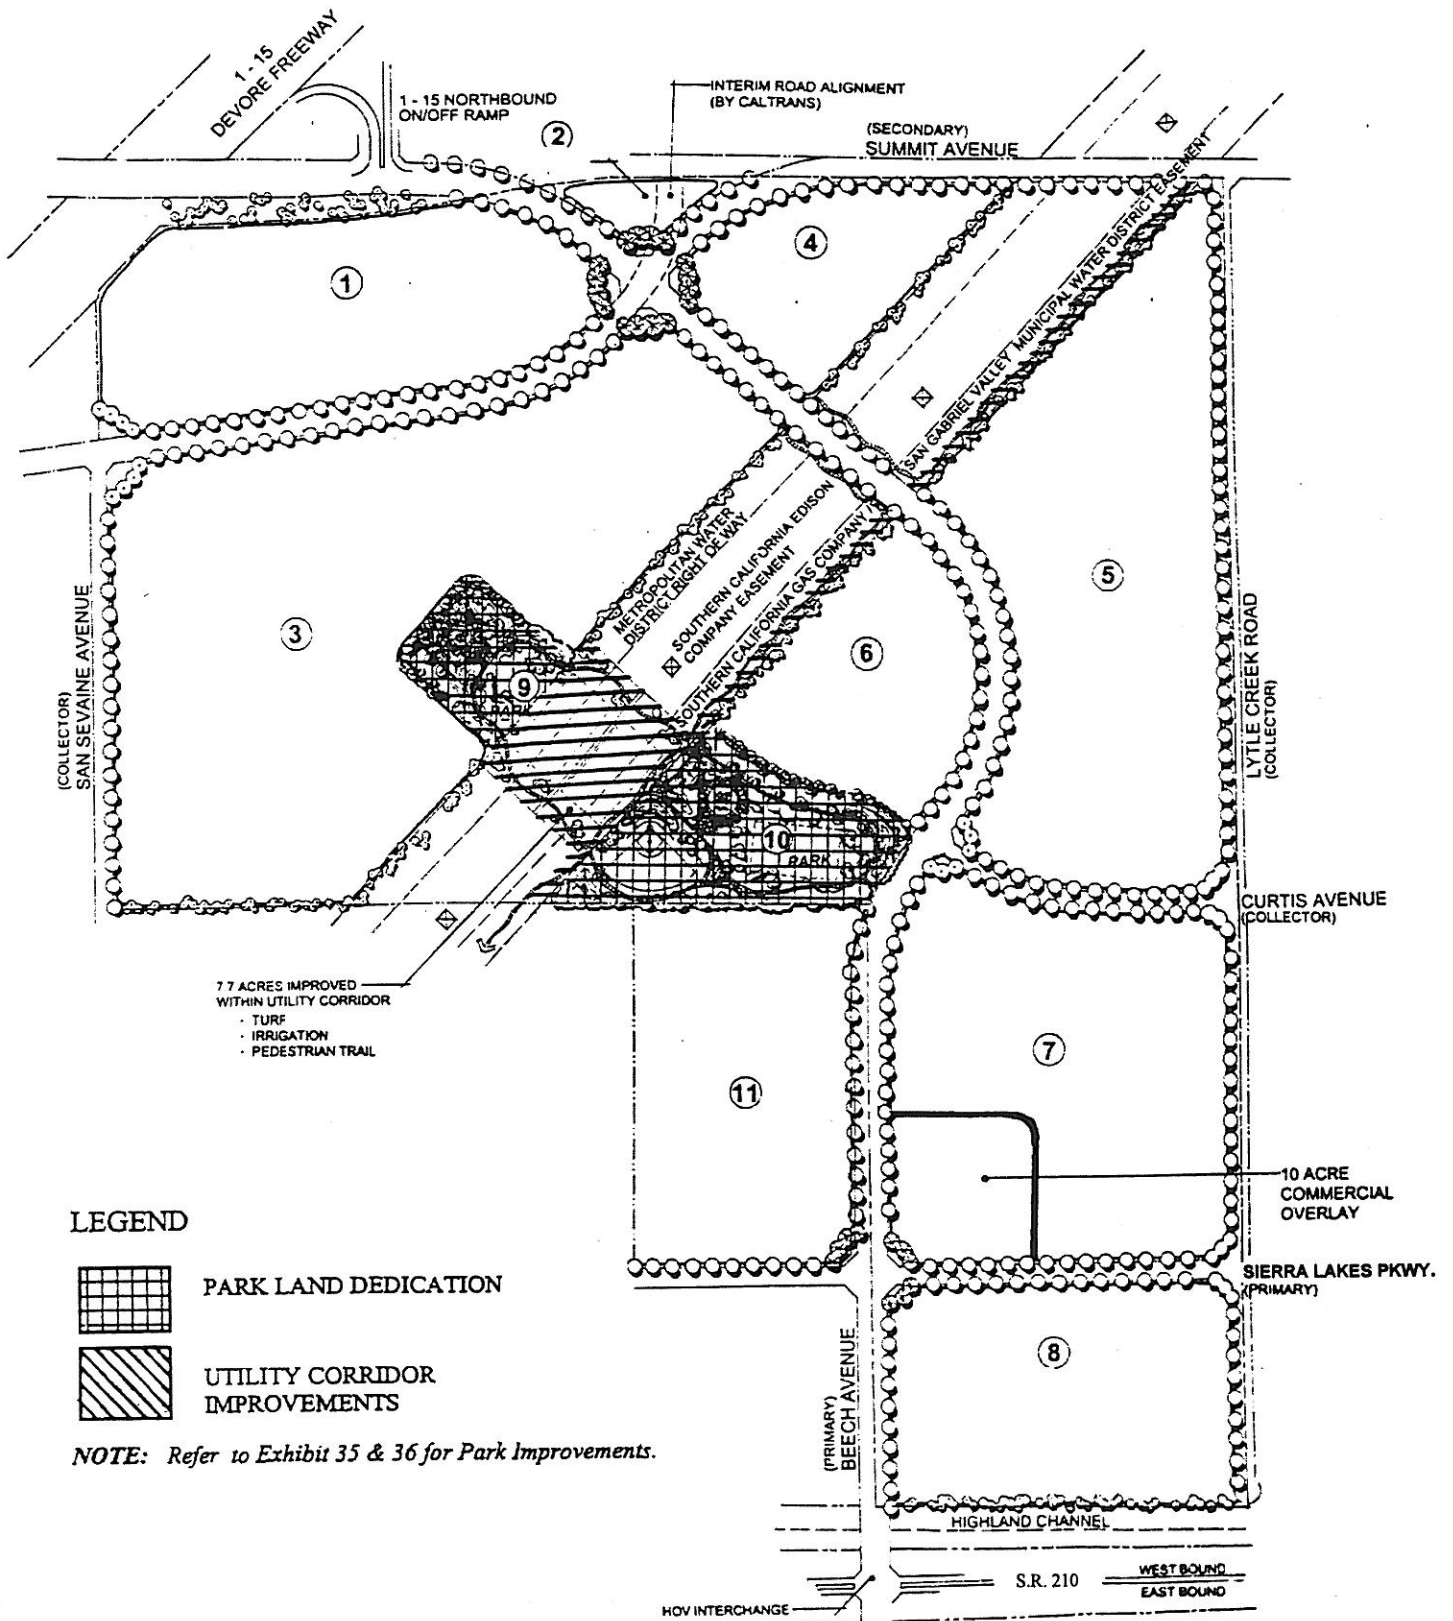 1 - 15
DEVORE FREEWAY
1 - 15 NORTHBOUND
ON/OFF RAMP
2
INTERIM ROAD ALIGNMENT
(BY CALTRANS)
(SECONDARY)
SUMMIT AVENUE
1
4
SAN GABRIEL VALLEY MUNICIPAL WATER DISTRICT EASEMENT
METROPOLITAN WATER
DISTRICT RIGHT OF WAY
SOUTHERN CALIFORNIA EDISON
COMPANY EASEMENT
SOUTHERN CALIFORNIA GAS COMPANY
5
3
6
(COLLECTOR)
SAN SEVAINE AVENUE
LYTLE CREEK ROAD
(COLLECTOR)
9
PARK
10
PARK
CURTIS AVENUE
(COLLECTOR)
7.7 ACRES IMPROVED
WITHIN UTILITY CORRIDOR
· TURF
· IRRIGATION
· PEDESTRIAN TRAIL
7
11
10 ACRE
COMMERCIAL
OVERLAY
LEGEND
PARK LAND DEDICATION
UTILITY CORRIDOR
IMPROVEMENTS
NOTE: Refer to Exhibit 35 & 36 for Park Improvements.
SIERRA LAKES PKWY.
(PRIMARY)
8
(PRIMARY)
BEECH AVENUE
HIGHLAND CHANNEL
S.R. 210
WEST BOUND
EAST BOUND
HOV INTERCHANGE